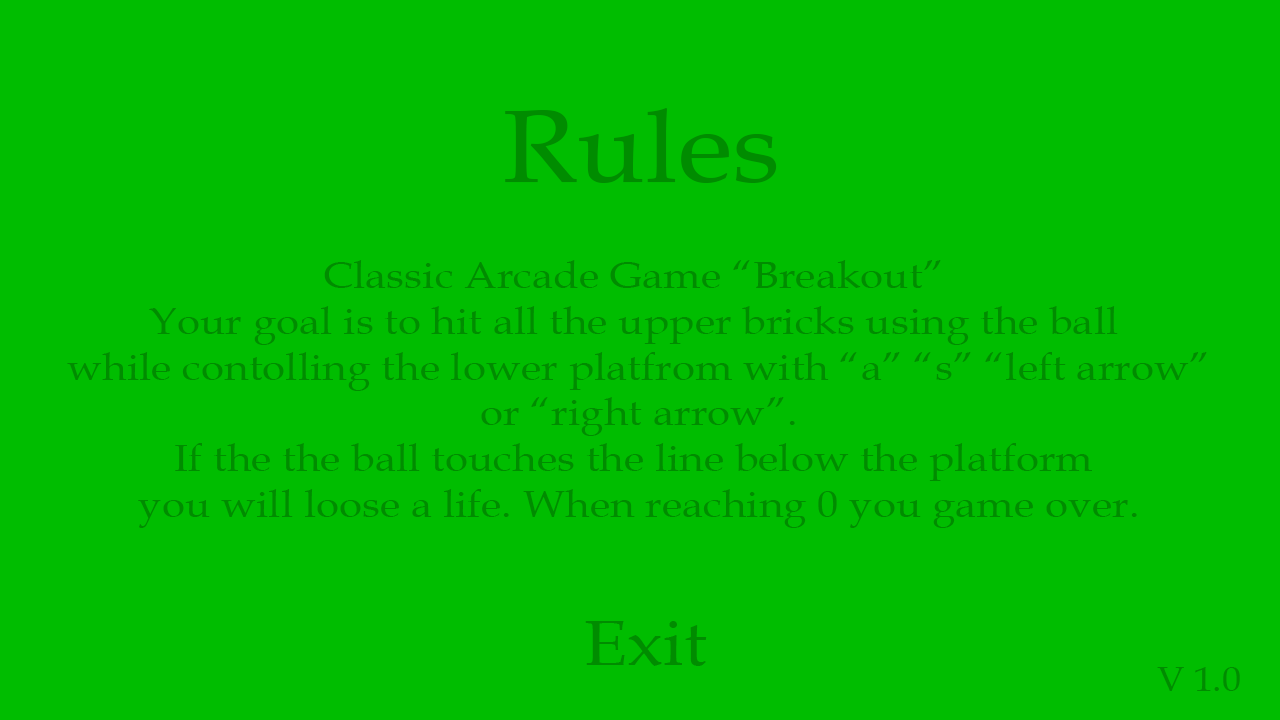 Rules
Classic Arcade Game “Breakout”
Your goal is to hit all the upper bricks using the ball
while contolling the lower platfrom with “a” “s” “left arrow”
or “right arrow”.
If the the ball touches the line below the platform
you will loose a life. When reaching 0 you game over.
Exit
V 1.0